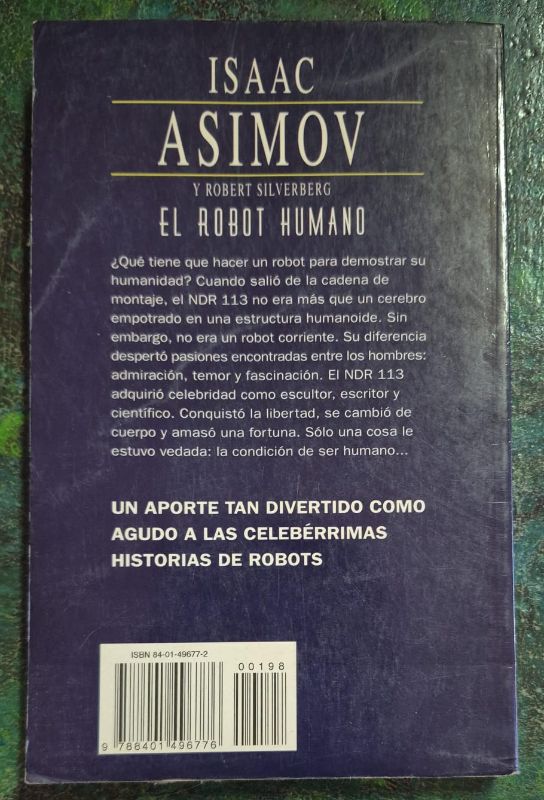 ISAAC
ASIMOV
Y ROBERT SILVERBERG
EL ROBOT HUMANO
¿Qué tiene que hacer un robot para demostrar su
humanidad? Cuando salió de la cadena de
montaje, el NDR 113 no era más que un cerebro
empotrado en una estructura humanoide. Sin
embargo, no era un robot corriente. Su diferencia
despertó pasiones encontradas entre los hombres:
admiración, temor y fascinación. El NDR 113
adquirió celebridad como escultor, escritor y
científico. Conquistó la libertad, se cambió de
cuerpo y amasó una fortuna. Sólo una cosa le
estuvo vedada: la condición de ser humano...
UN APORTE TAN DIVERTIDO COMO
AGUDO A LAS CELEBÉRRIMAS
HISTORIAS DE ROBOTS
ISBN 84-01-49677-2
00198
9 788401 496776